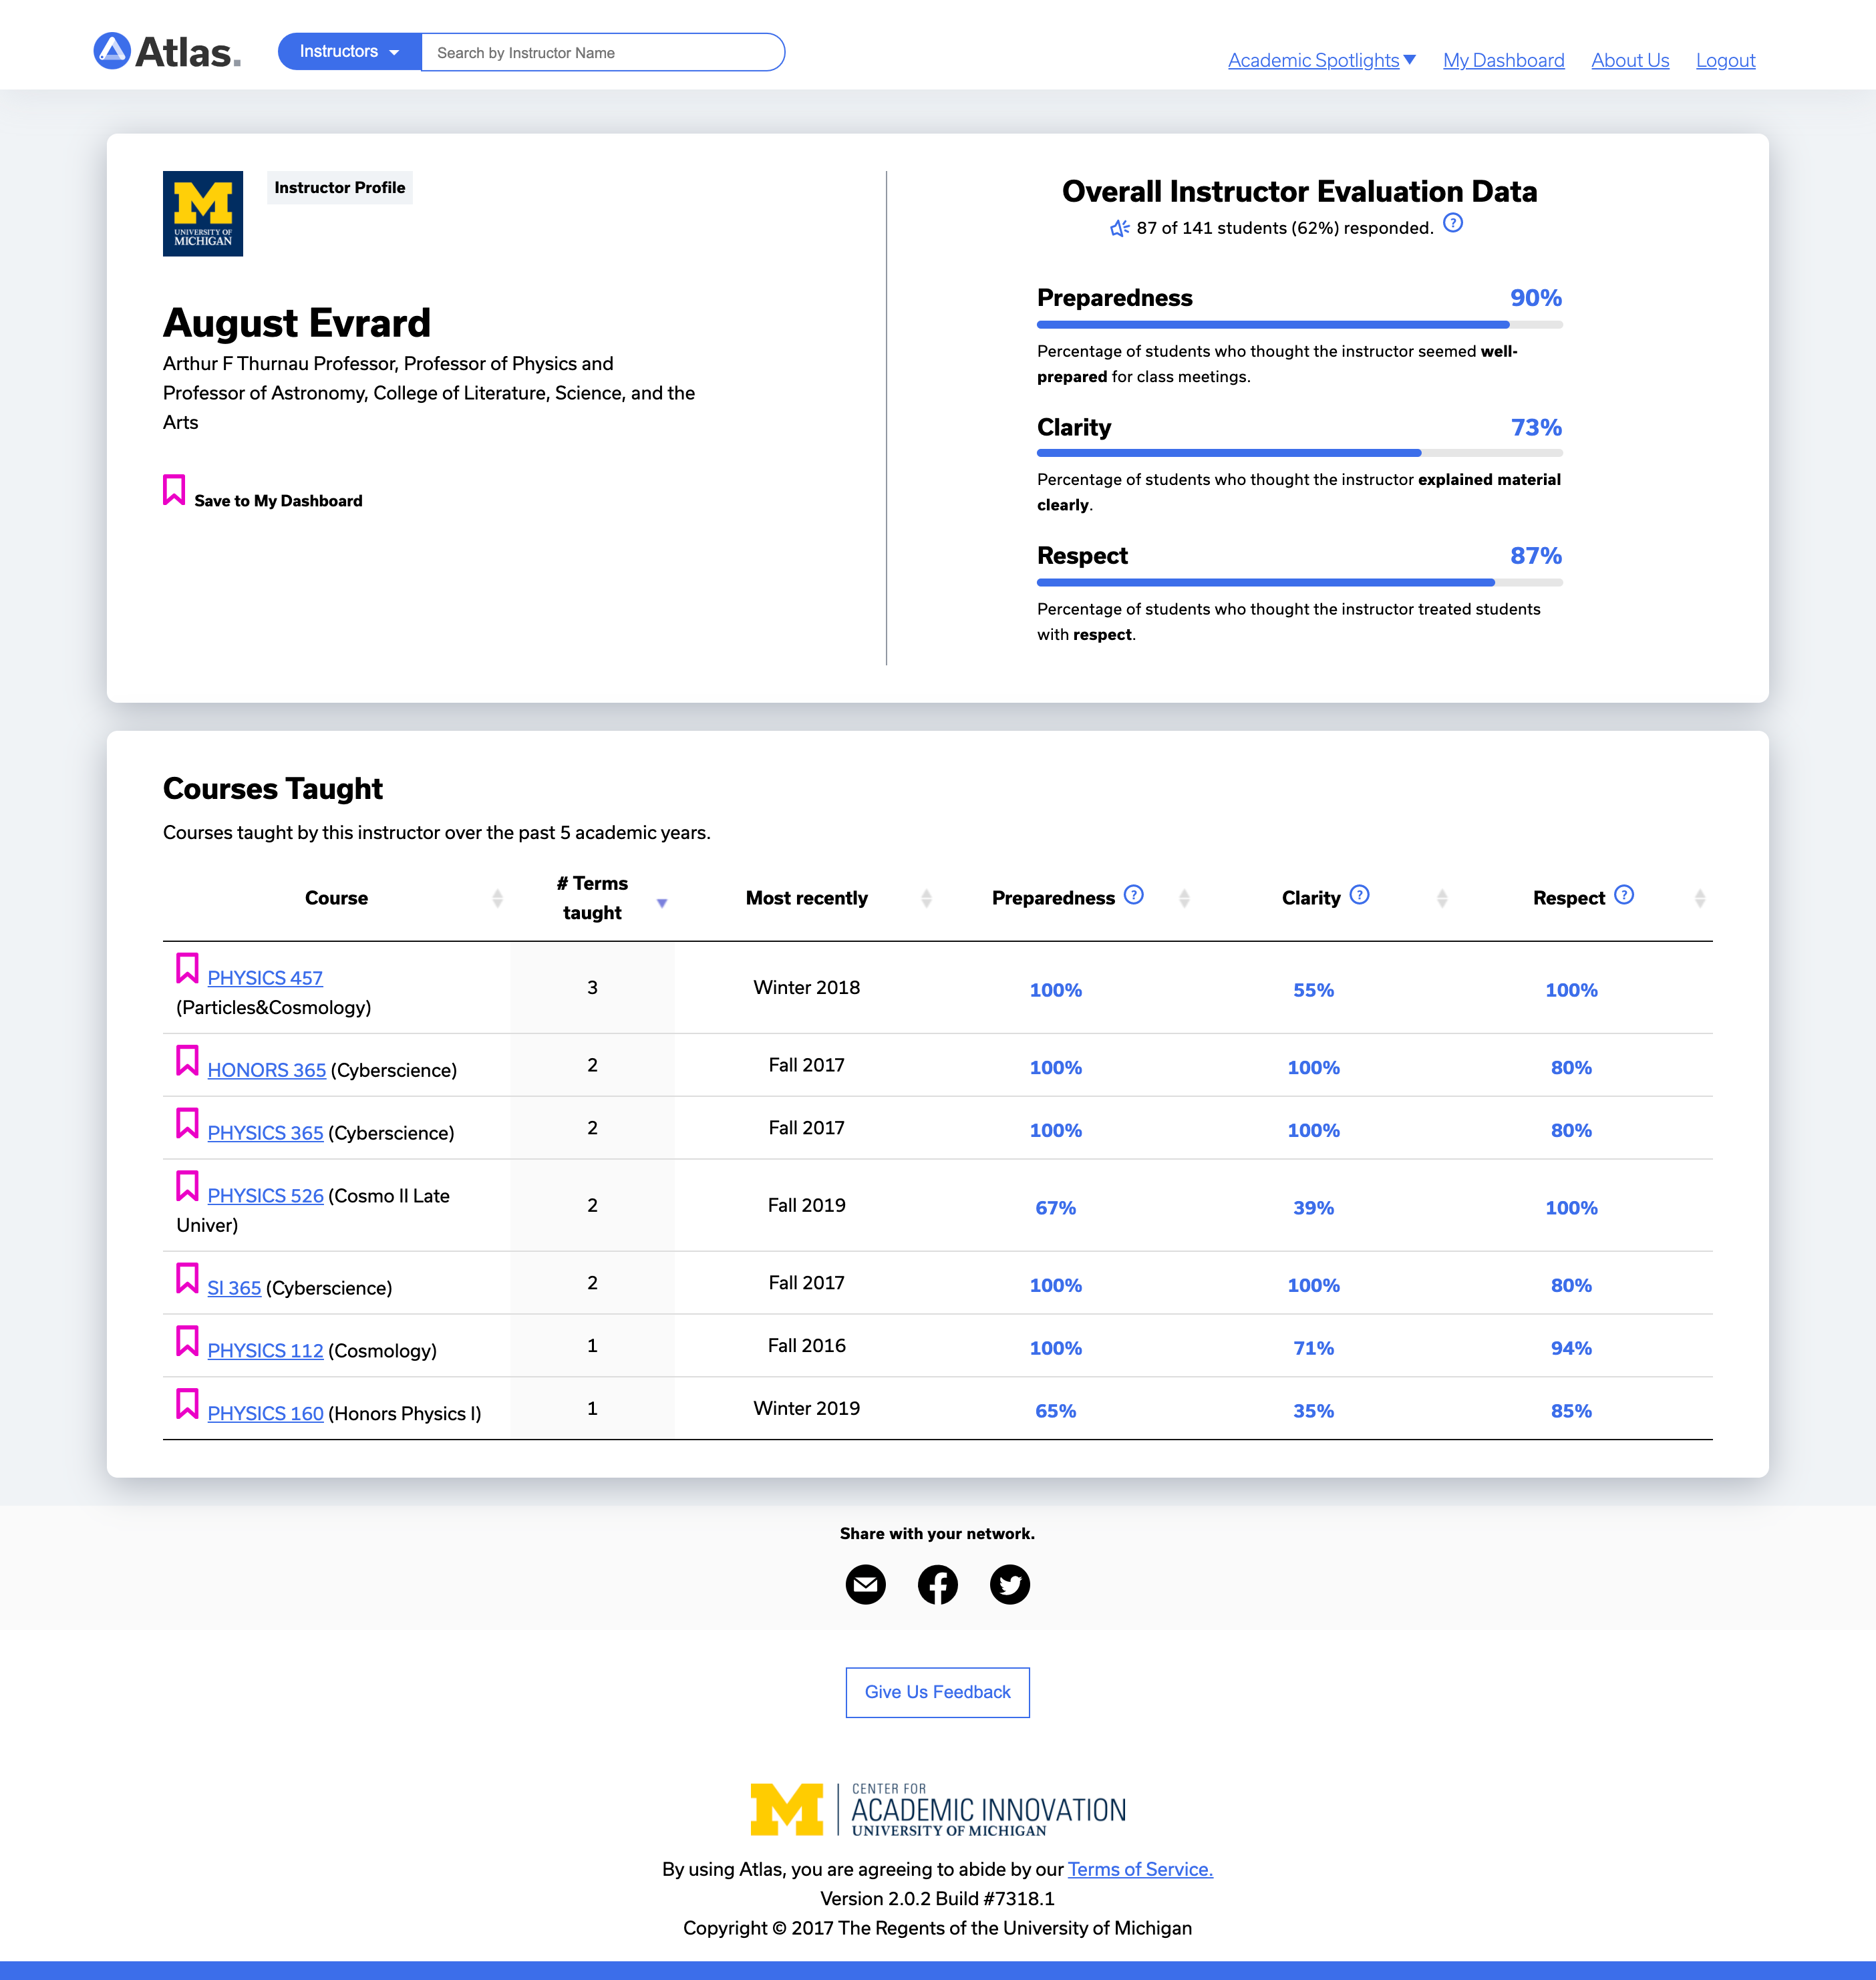 Atlas.
Instructors
Search by Instructor Name
Academic Spotlights
My Dashboard
About Us
Logout
UNIVERSITY OF
MICHIGAN
Instructor Profile
August Evrard
Arthur F Thurnau Professor, Professor of Physics and
Professor of Astronomy, College of Literature, Science, and the
Arts
Save to My Dashboard
Overall Instructor Evaluation Data
87 of 141 students (62%) responded. ?
Preparedness 90%
Percentage of students who thought the instructor seemed well-
prepared for class meetings.
Clarity 73%
Percentage of students who thought the instructor explained material
clearly.
Respect 87%
Percentage of students who thought the instructor treated students
with respect.
Courses Taught
Courses taught by this instructor over the past 5 academic years.
Course # Terms taught Most recently Preparedness ? Clarity ? Respect ?
PHYSICS 457
(Particles&Cosmology) 3 Winter 2018 100% 55% 100%
HONORS 365 (Cyberscience) 2 Fall 2017 100% 100% 80%
PHYSICS 365 (Cyberscience) 2 Fall 2017 100% 100% 80%
PHYSICS 526 (Cosmo II Late
Univer) 2 Fall 2019 67% 39% 100%
SI 365 (Cyberscience) 2 Fall 2017 100% 100% 80%
PHYSICS 112 (Cosmology) 1 Fall 2016 100% 71% 94%
PHYSICS 160 (Honors Physics I) 1 Winter 2019 65% 35% 85%
Share with your network.
Give Us Feedback
CENTER FOR
ACADEMIC INNOVATION
UNIVERSITY OF MICHIGAN
By using Atlas, you are agreeing to abide by our Terms of Service.
Version 2.0.2 Build #7318.1
Copyright © 2017 The Regents of the University of Michigan